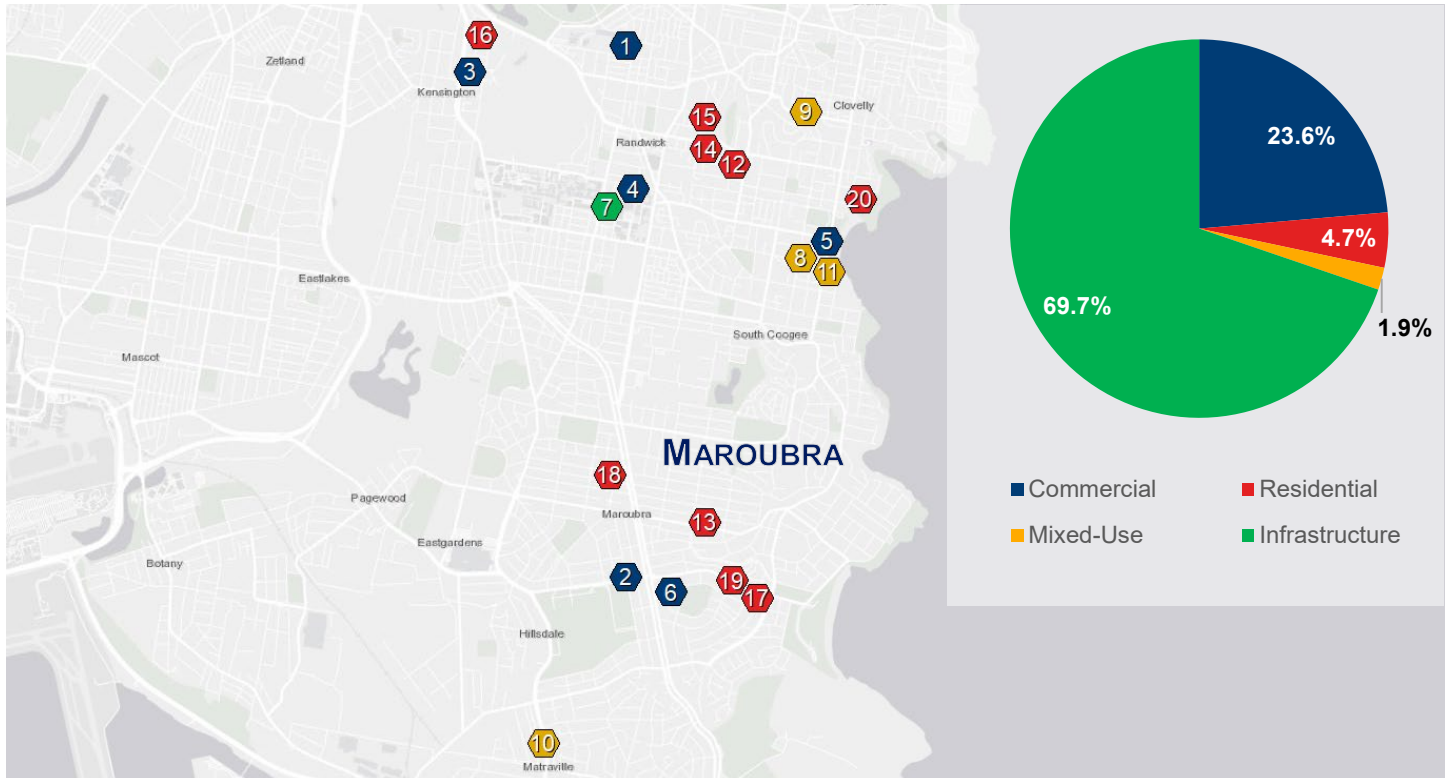 16
1
Zetland
3
Kensington
9
Clovelly
15
Randwick
14
12
4
7
20
5
8
11
Eastlakes
South Coogee
Mascot
MAROUBRA
18
Pagewood
Maroubra
13
Eastgardens
Botany
2
6
19
17
Hillsdale
10
Matraville
23.6%
4.7%
1.9%
69.7%
Commercial
Residential
Mixed-Use
Infrastructure